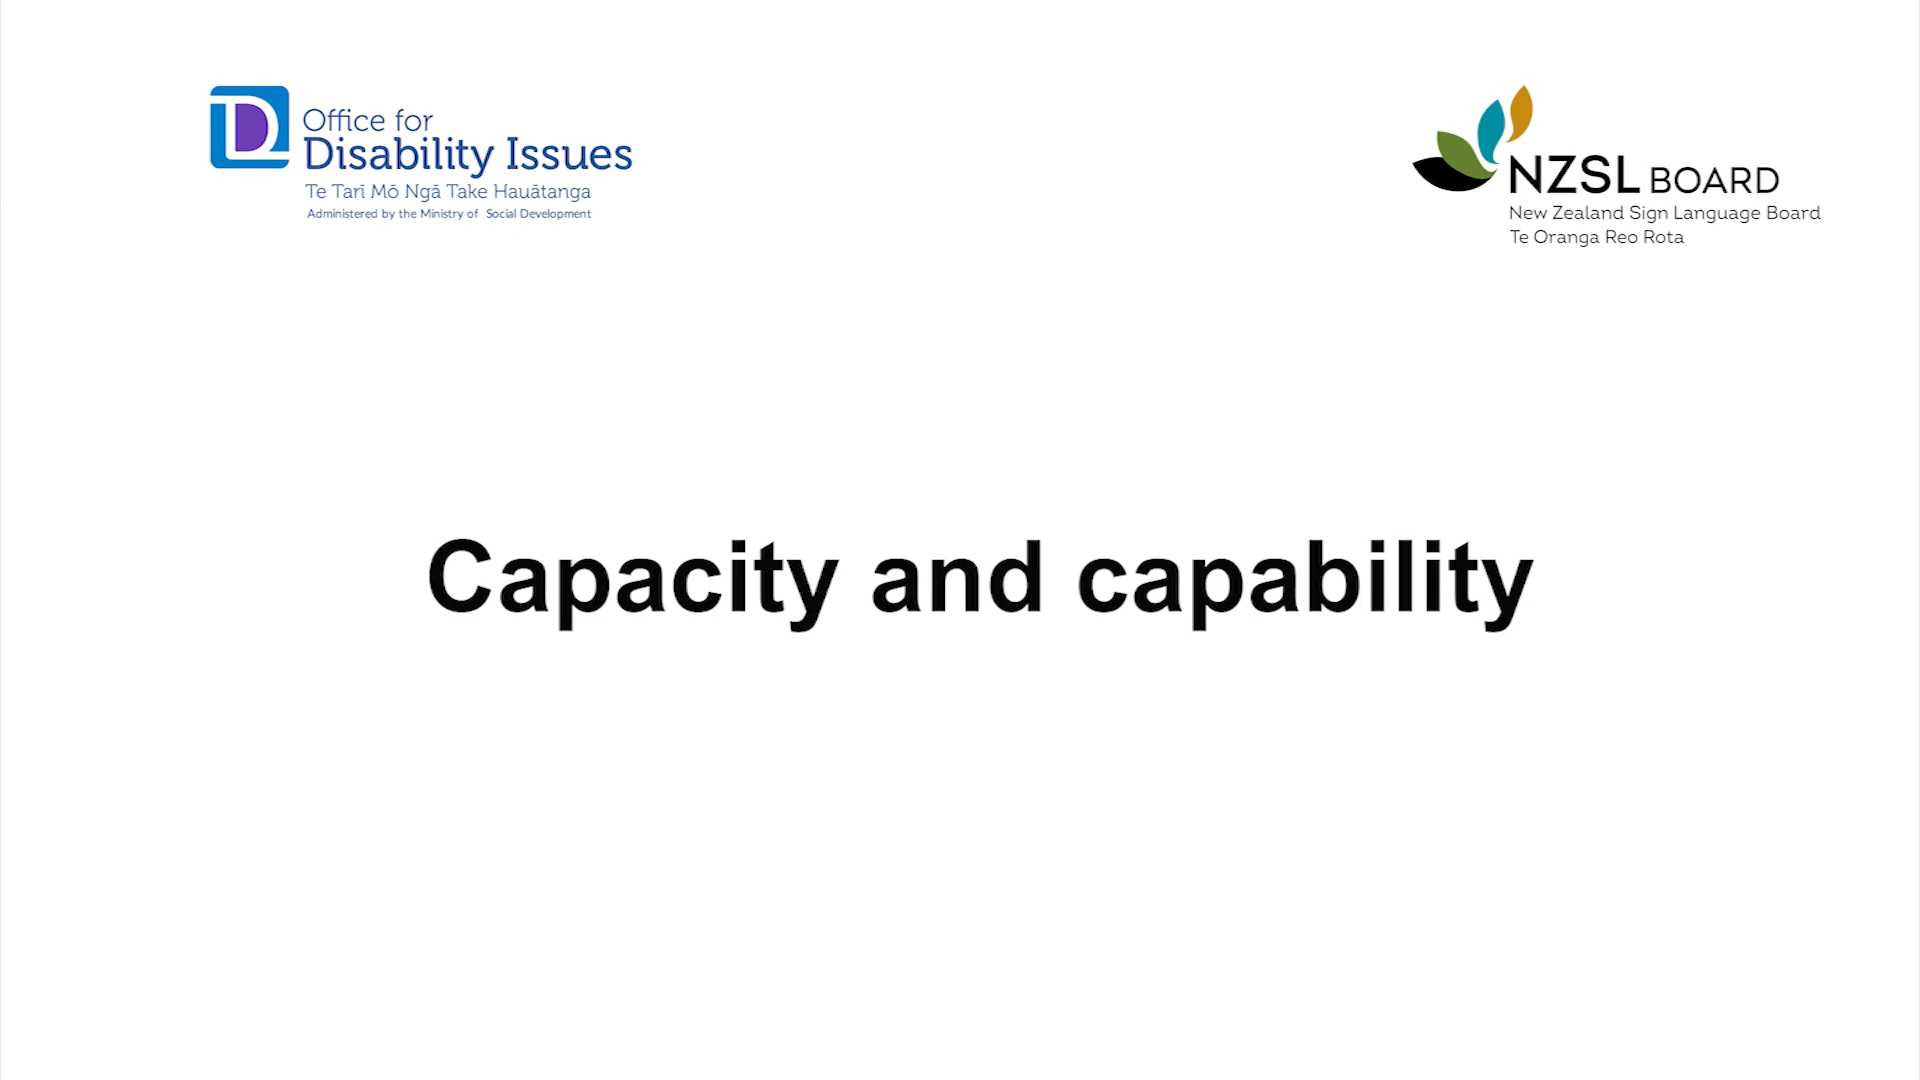 Office for
Disability Issues
Te Tari Mō Ngā Take Hauātanga
Administered by the Ministry of Social Development
NZSL BOARD
New Zealand Sign Language Board
Te Oranga Reo Rota
Capacity and capability